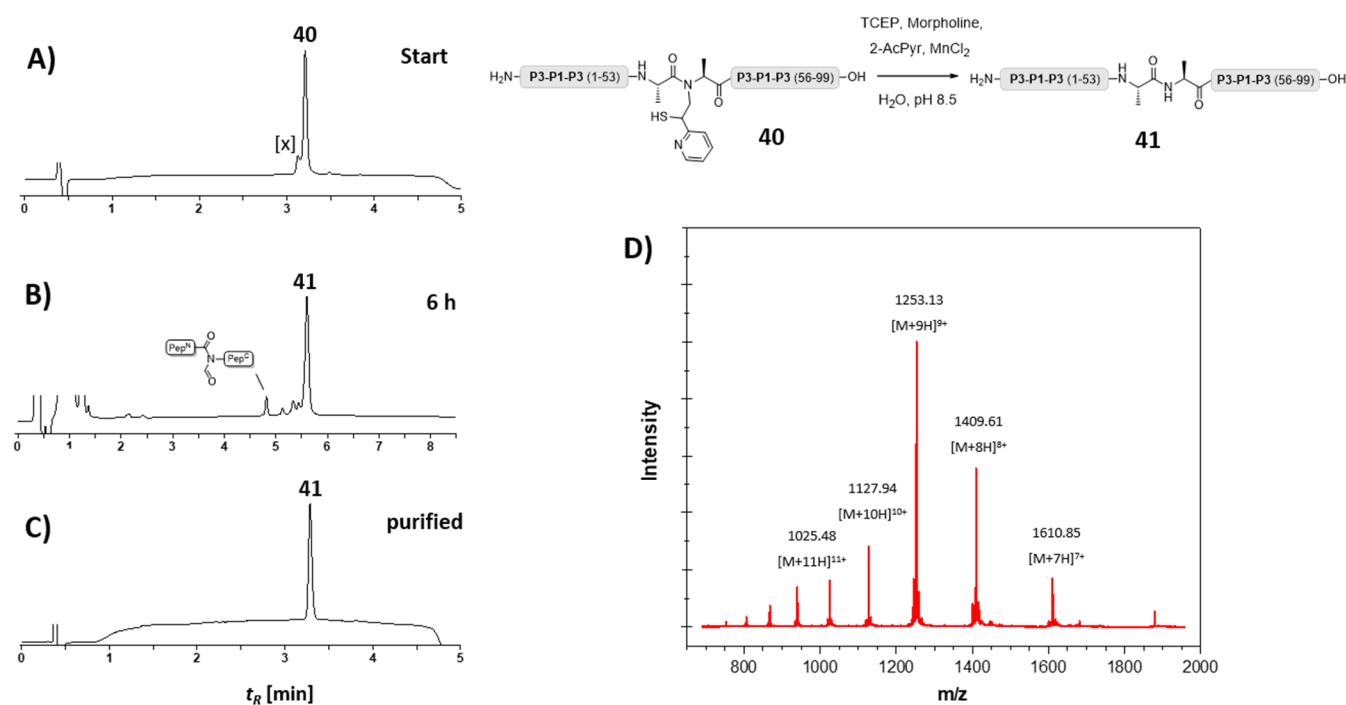 A)
40
Start
[x]
0 1 2 3 4 5
TCEP, Morpholine,
2-AcPyr, MnCl2
H2O, pH 8.5
H2N P3-P1-P3 (1-53) H N O N O P3-P1-P3 (56-99) OH
HS
N
40
H2N P3-P1-P3 (1-53) H N O N H O P3-P1-P3 (56-99) OH
41
B)
41
6 h
PepN O N PepC O
0 1 2 3 4 5 6 7 8
C)
41
purified
0 1 2 3 4 5
tR [min]
D)
Intensity
1253.13
[M+9H]9+
1409.61
[M+8H]8+
1127.94
[M+10H]10+
1025.48
[M+11H]11+
1610.85
[M+7H]7+
800 1000 1200 1400 1600 1800 2000
m/z